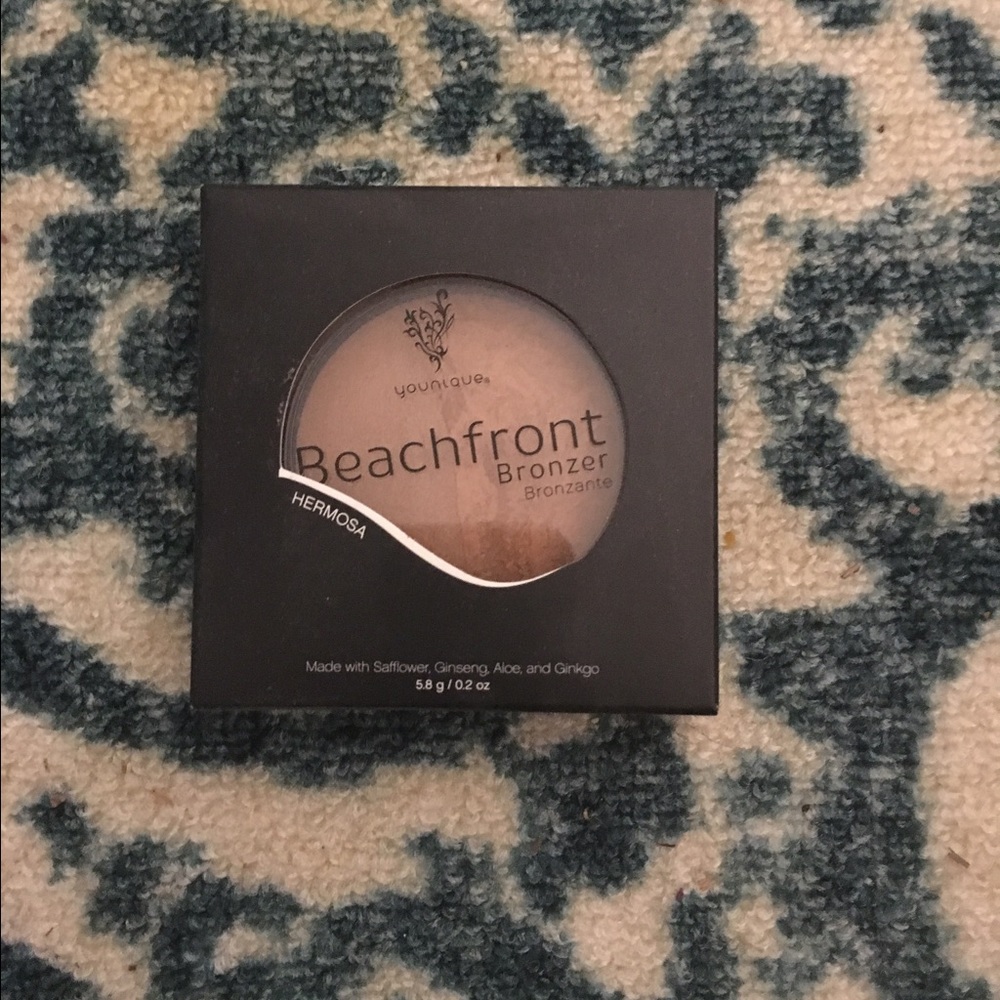 younique®
Beachfront
Bronzer
Bronzante
HERMOSA
Made with Safflower, Ginseng, Aloe, and Ginkgo
5.8 g / 0.2 oz